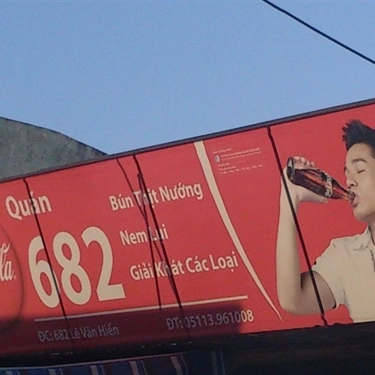 Quán
682
Bún Thịt Nướng
Nem Lụi
Giải Khát Các Loại
ĐC: 682 Lê Văn Hiến
ĐT: 05113.961008